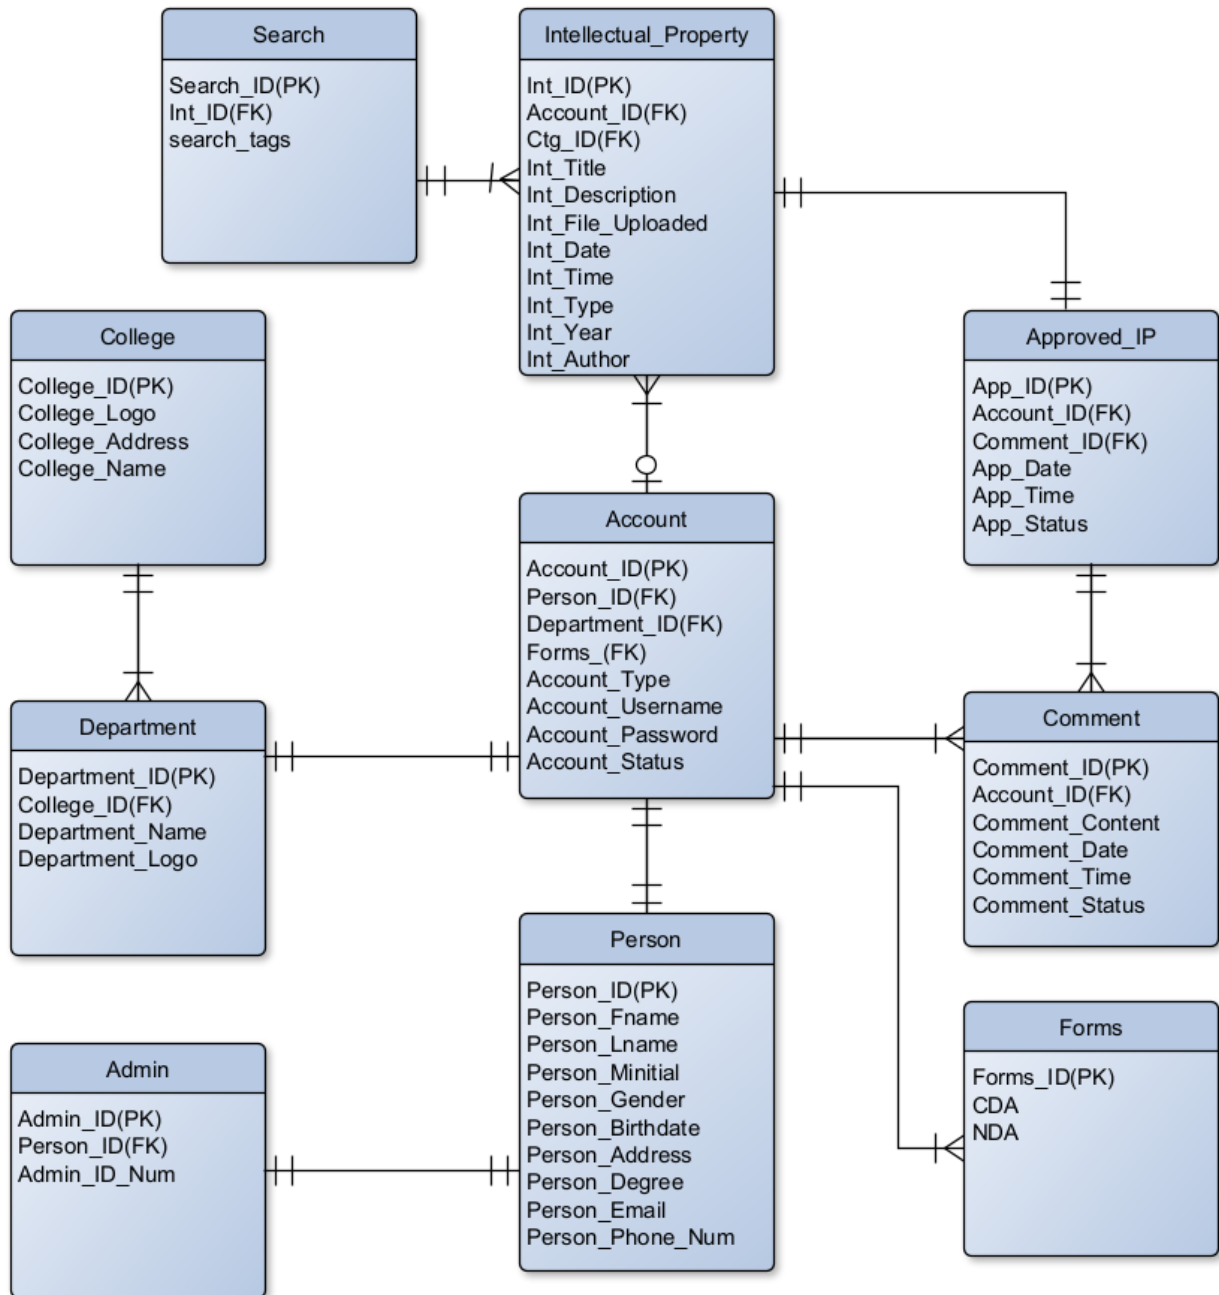 Search
Search_ID(PK)
Int_ID(FK)
search_tags
Intellectual_Property
Int_ID(PK)
Account_ID(FK)
Ctg_ID(FK)
Int_Title
Int_Description
Int_File_Uploaded
Int_Date
Int_Time
Int_Type
Int_Year
Int_Author
College
College_ID(PK)
College_Logo
College_Address
College_Name
Approved_IP
App_ID(PK)
Account_ID(FK)
Comment_ID(FK)
App_Date
App_Time
App_Status
Account
Account_ID(PK)
Person_ID(FK)
Department_ID(FK)
Forms_(FK)
Account_Type
Account_Username
Account_Password
Account_Status
Department
Department_ID(PK)
College_ID(FK)
Department_Name
Department_Logo
Comment
Comment_ID(PK)
Account_ID(FK)
Comment_Content
Comment_Date
Comment_Time
Comment_Status
Person
Person_ID(PK)
Person_Fname
Person_Lname
Person_Minitial
Person_Gender
Person_Birthdate
Person_Address
Person_Degree
Person_Email
Person_Phone_Num
Admin
Admin_ID(PK)
Person_ID(FK)
Admin_ID_Num
Forms
Forms_ID(PK)
CDA
NDA